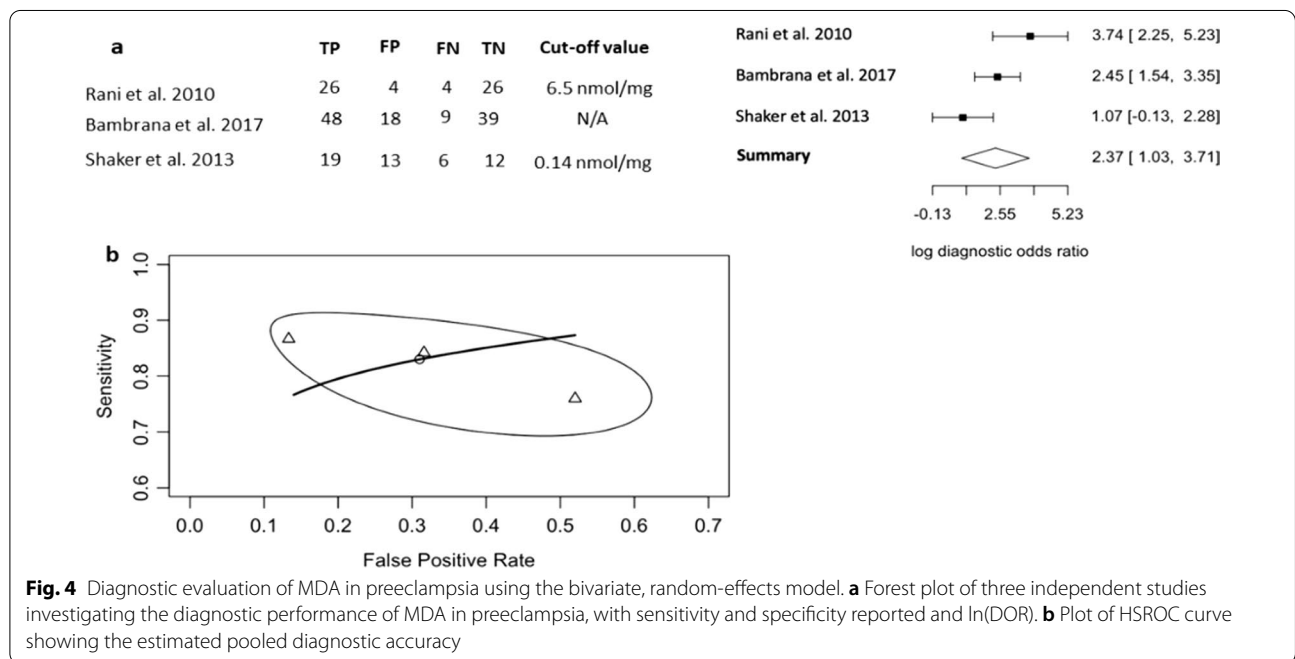 a TP FP FN TN Cut-off value
Rani et al. 2010 26 4 4 26 6.5 nmol/mg
Bambrana et al. 2017 48 18 9 39 N/A
Shaker et al. 2013 19 13 6 12 0.14 nmol/mg
Rani et al. 2010 3.74 [ 2.25, 5.23]
Bambrana et al. 2017 2.45 [ 1.54, 3.35]
Shaker et al. 2013 1.07 [-0.13, 2.28]
Summary 2.37 [ 1.03, 3.71]
-0.13 2.55 5.23
log diagnostic odds ratio
b
Sensitivity
1.0
0.9
0.8
0.7
0.6
0.0 0.1 0.2 0.3 0.4 0.5 0.6 0.7
False Positive Rate
Fig. 4 Diagnostic evaluation of MDA in preeclampsia using the bivariate, random-effects model. a Forest plot of three independent studies
investigating the diagnostic performance of MDA in preeclampsia, with sensitivity and specificity reported and ln(DOR). b Plot of HSROC curve
showing the estimated pooled diagnostic accuracy